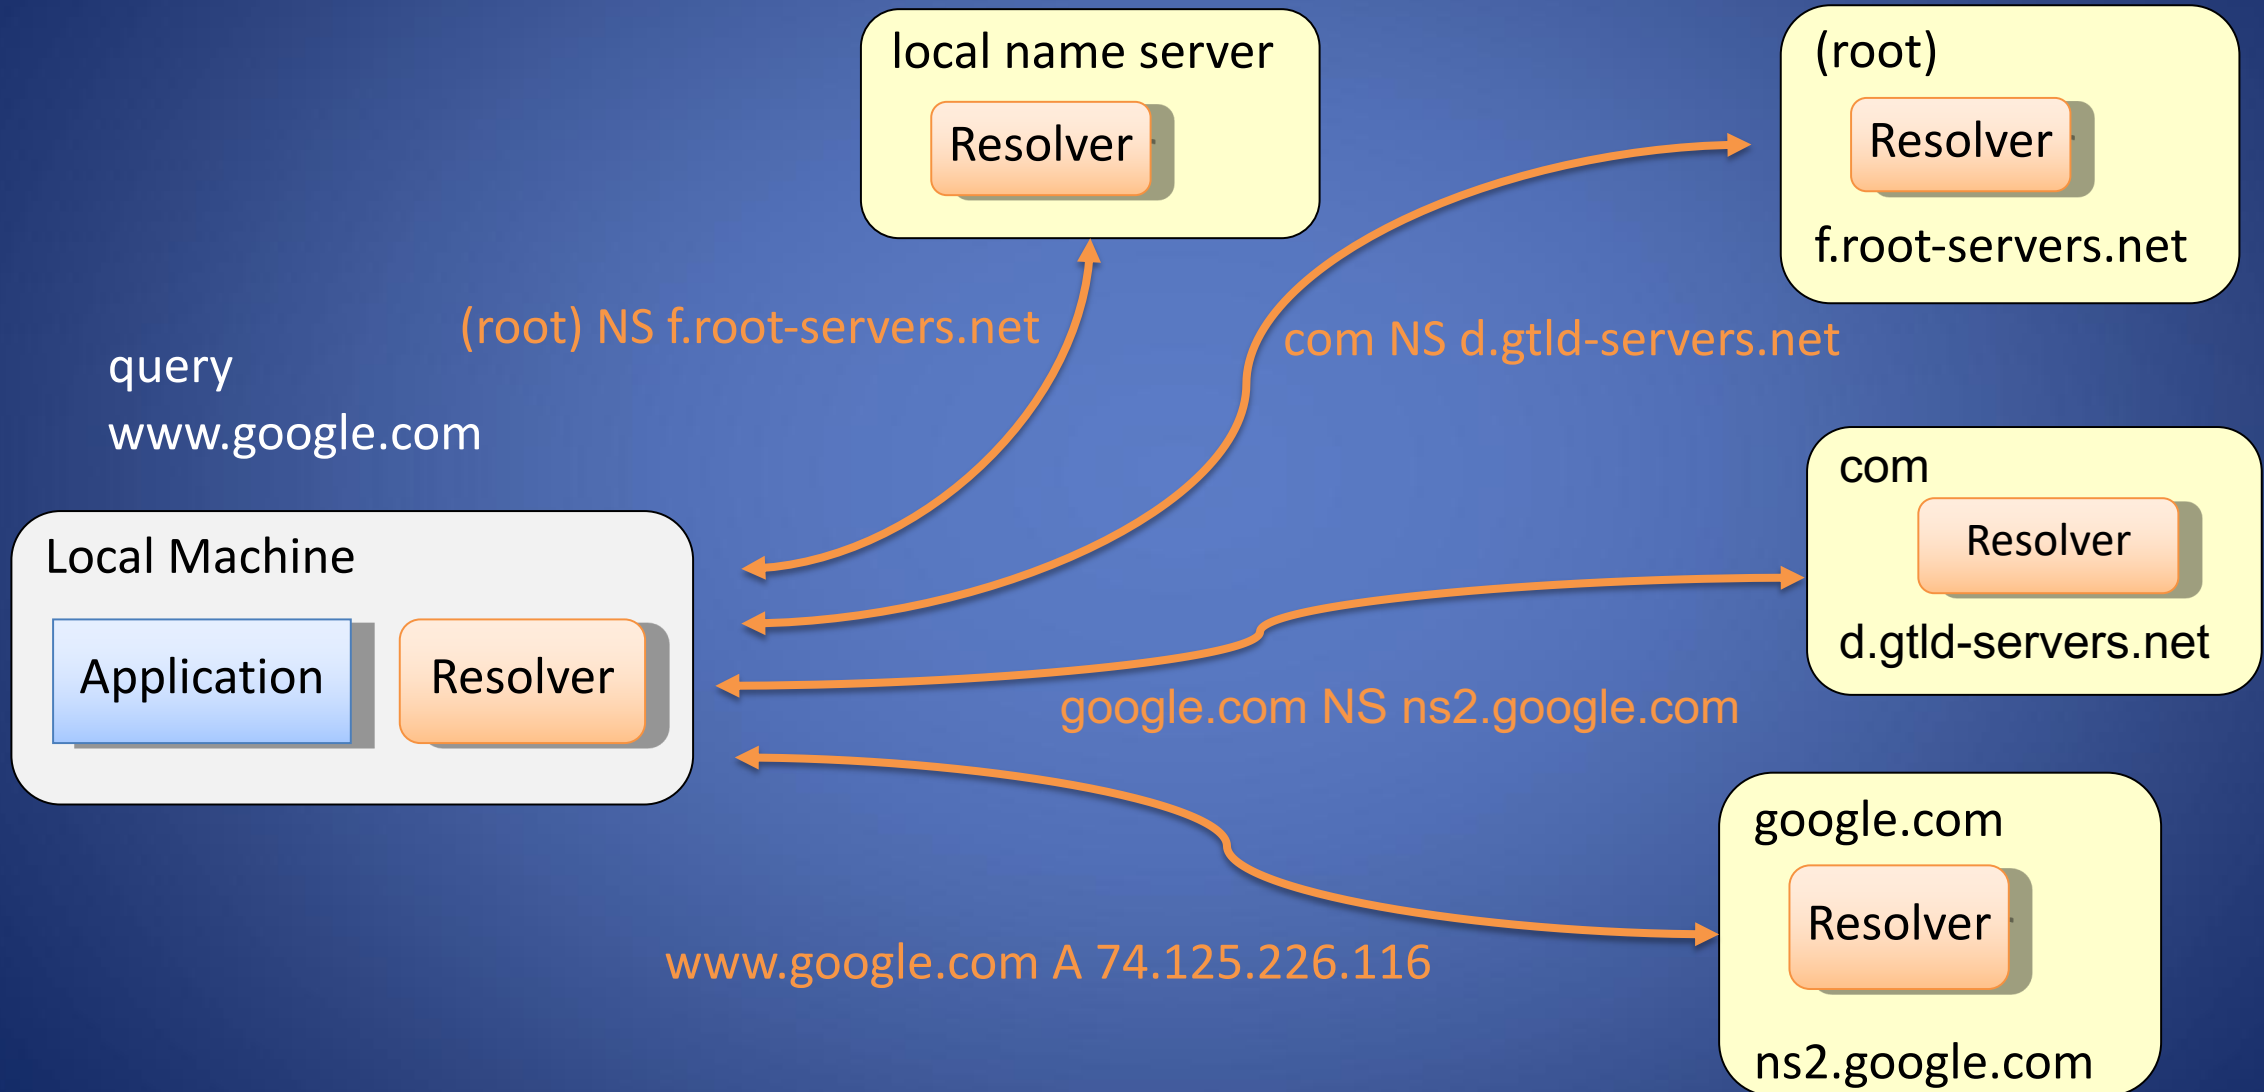 local name server
Resolver
(root)
Resolver
f.root-servers.net
(root) NS f.root-servers.net
com NS d.gtld-servers.net
query
www.google.com
com
Resolver
d.gtld-servers.net
Local Machine
Application
Resolver
google.com NS ns2.google.com
google.com
Resolver
ns2.google.com
www.google.com A 74.125.226.116